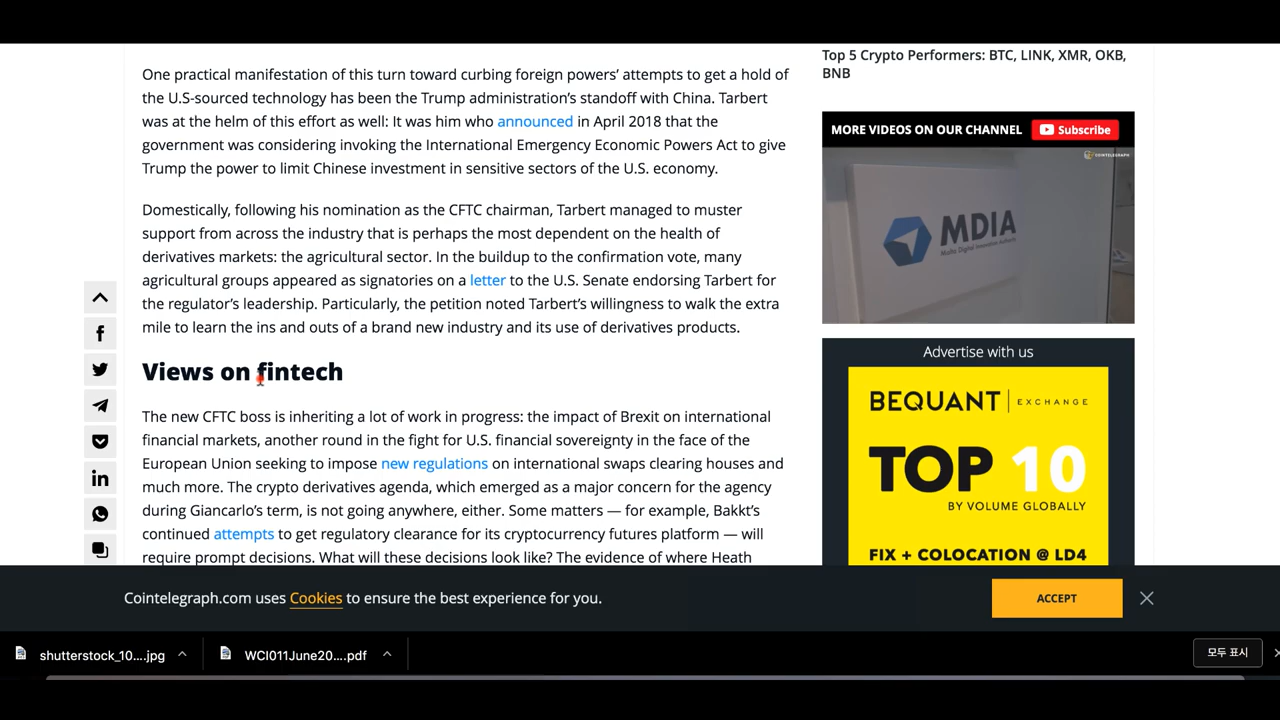 One practical manifestation of this turn toward curbing foreign powers’ attempts to get a hold of
the U.S-sourced technology has been the Trump administration’s standoff with China. Tarbert
was at the helm of this effort as well: It was him who announced in April 2018 that the
government was considering invoking the International Emergency Economic Powers Act to give
Trump the power to limit Chinese investment in sensitive sectors of the U.S. economy.
Domestically, following his nomination as the CFTC chairman, Tarbert managed to muster
support from across the industry that is perhaps the most dependent on the health of
derivatives markets: the agricultural sector. In the buildup to the confirmation vote, many
agricultural groups appeared as signatories on a letter to the U.S. Senate endorsing Tarbert for
the regulator’s leadership. Particularly, the petition noted Tarbert’s willingness to walk the extra
mile to learn the ins and outs of a brand new industry and its use of derivatives products.
Views on fintech
The new CFTC boss is inheriting a lot of work in progress: the impact of Brexit on international
financial markets, another round in the fight for U.S. financial sovereignty in the face of the
European Union seeking to impose new regulations on international swaps clearing houses and
much more. The crypto derivatives agenda, which emerged as a major concern for the agency
during Giancarlo’s term, is not going anywhere, either. Some matters — for example, Bakkt’s
continued attempts to get regulatory clearance for its cryptocurrency futures platform — will
require prompt decisions. What will these decisions look like? The evidence of where Heath
Top 5 Crypto Performers: BTC, LINK, XMR, OKB,
BNB
MORE VIDEOS ON OUR CHANNEL Subscribe
COINTELEGRAPH
MDIA
Malta Digital Innovation Authority
Advertise with us
BEQUANT EXCHANGE
TOP 10
BY VOLUME GLOBALLY
FIX + COLOCATION @ LD4
Cointelegraph.com uses Cookies to ensure the best experience for you.
ACCEPT
shutterstock_10....jpg
WCI011June20....pdf
모두 표시